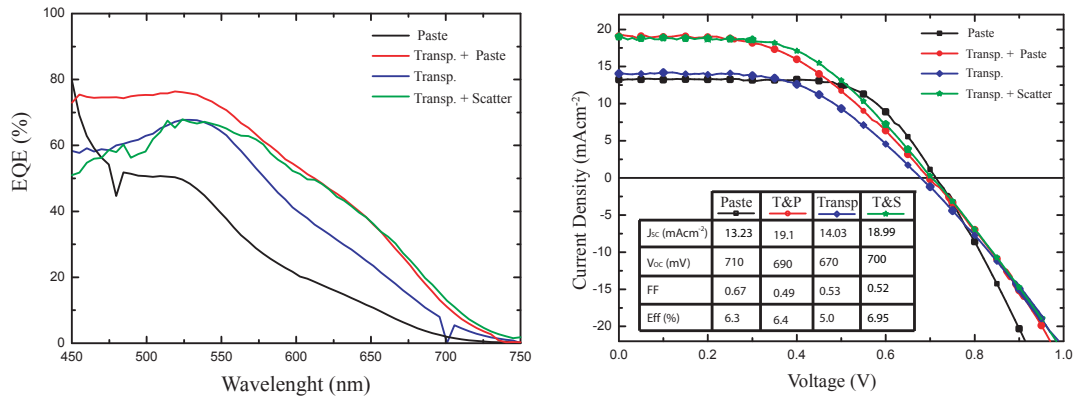 100
80
60
40
20
0
450
500
550
600
650
700
750
EQE (%)
Wavelenght (nm)
Paste
Transp. + Paste
Transp.
Transp. + Scatter
20
15
10
5
0
-5
-10
-15
-20
0.0
0.2
0.4
0.6
0.8
1.0
Current Density (mAcm⁻²)
Voltage (V)
Paste
Transp. + Paste
Transp.
Transp. + Scatter
Paste T&P Transp T&S
Jsc (mAcm⁻²) 13.23 19.1 14.03 18.99
Voc (mV) 710 690 670 700
FF 0.67 0.49 0.53 0.52
Eff (%) 6.3 6.4 5.0 6.95